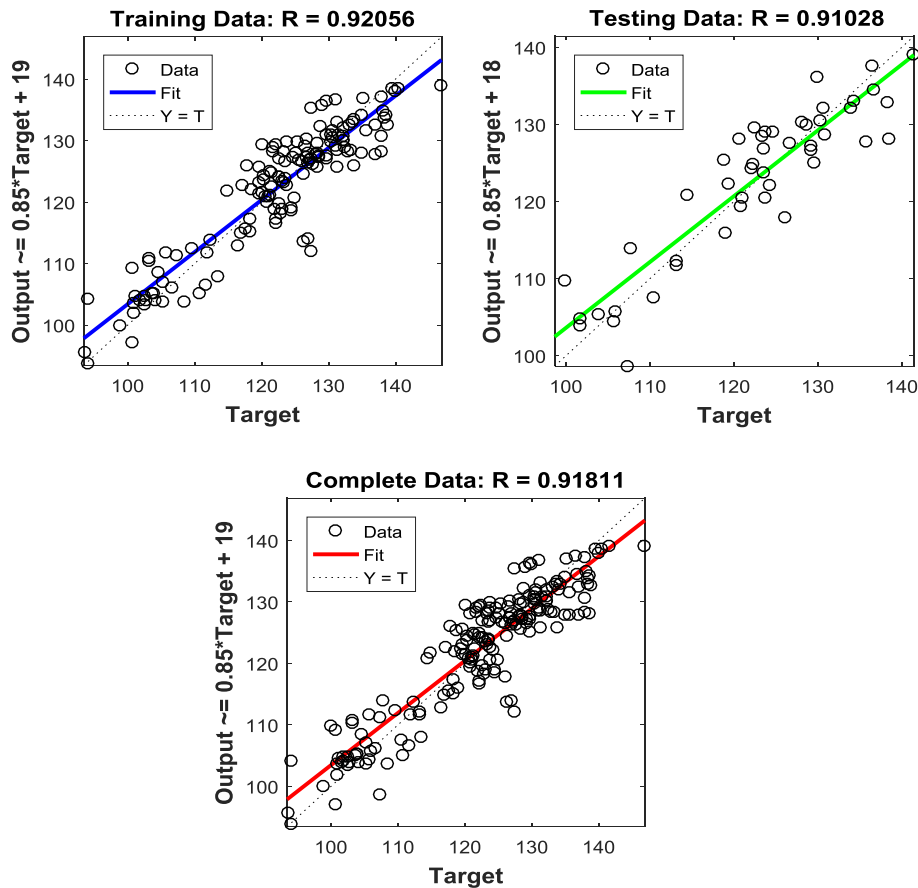 Training Data: R = 0.92056
Output ~= 0.85*Target + 19
140
130
120
110
100
Data
Fit
Y = T
100
120
110
130
140
Target
Testing Data: R = 0.91028
Output ~= 0.85*Target + 18
140
130
120
110
100
Data
Fit
Y = T
100
110
120
130
140
Target
Complete Data: R = 0.91811
Output ~= 0.85*Target + 19
140
130
120
110
100
Data
Fit
Y = T
100
110
120
130
140
Target